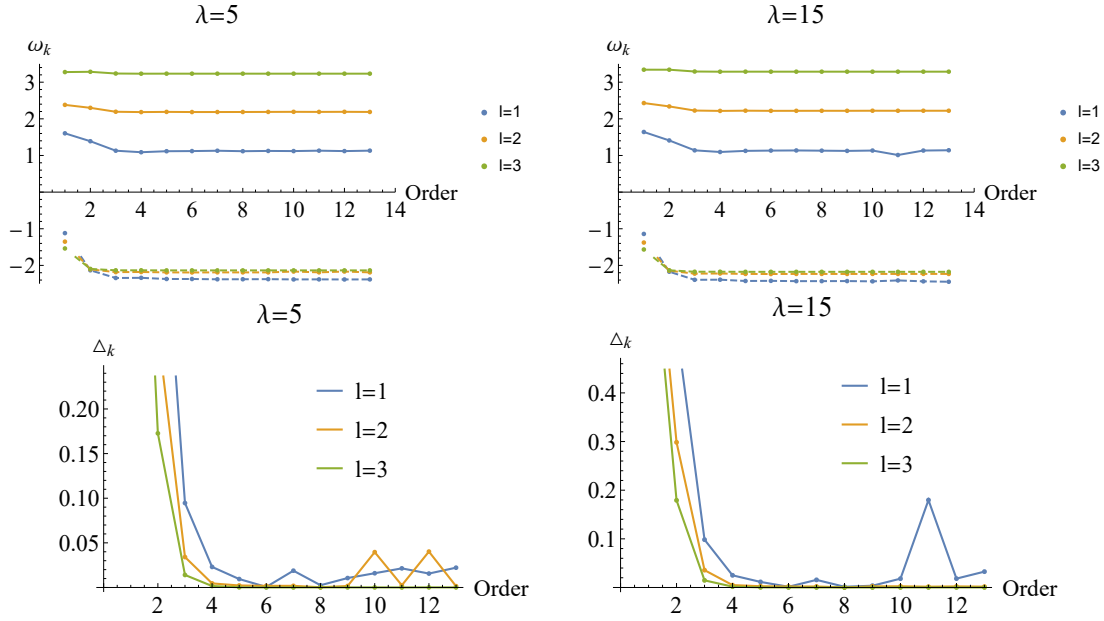 λ=5
ω_k
3
2
1
−1
−2
2 4 6 8 10 12 14
Order
l=1
l=2
l=3
λ=15
ω_k
3
2
1
−1
−2
2 4 6 8 10 12 14
Order
l=1
l=2
l=3
λ=5
△_k
0.20
0.15
0.10
0.05
2 4 6 8 10 12
Order
l=1
l=2
l=3
λ=15
△_k
0.4
0.3
0.2
0.1
2 4 6 8 10 12
Order
l=1
l=2
l=3